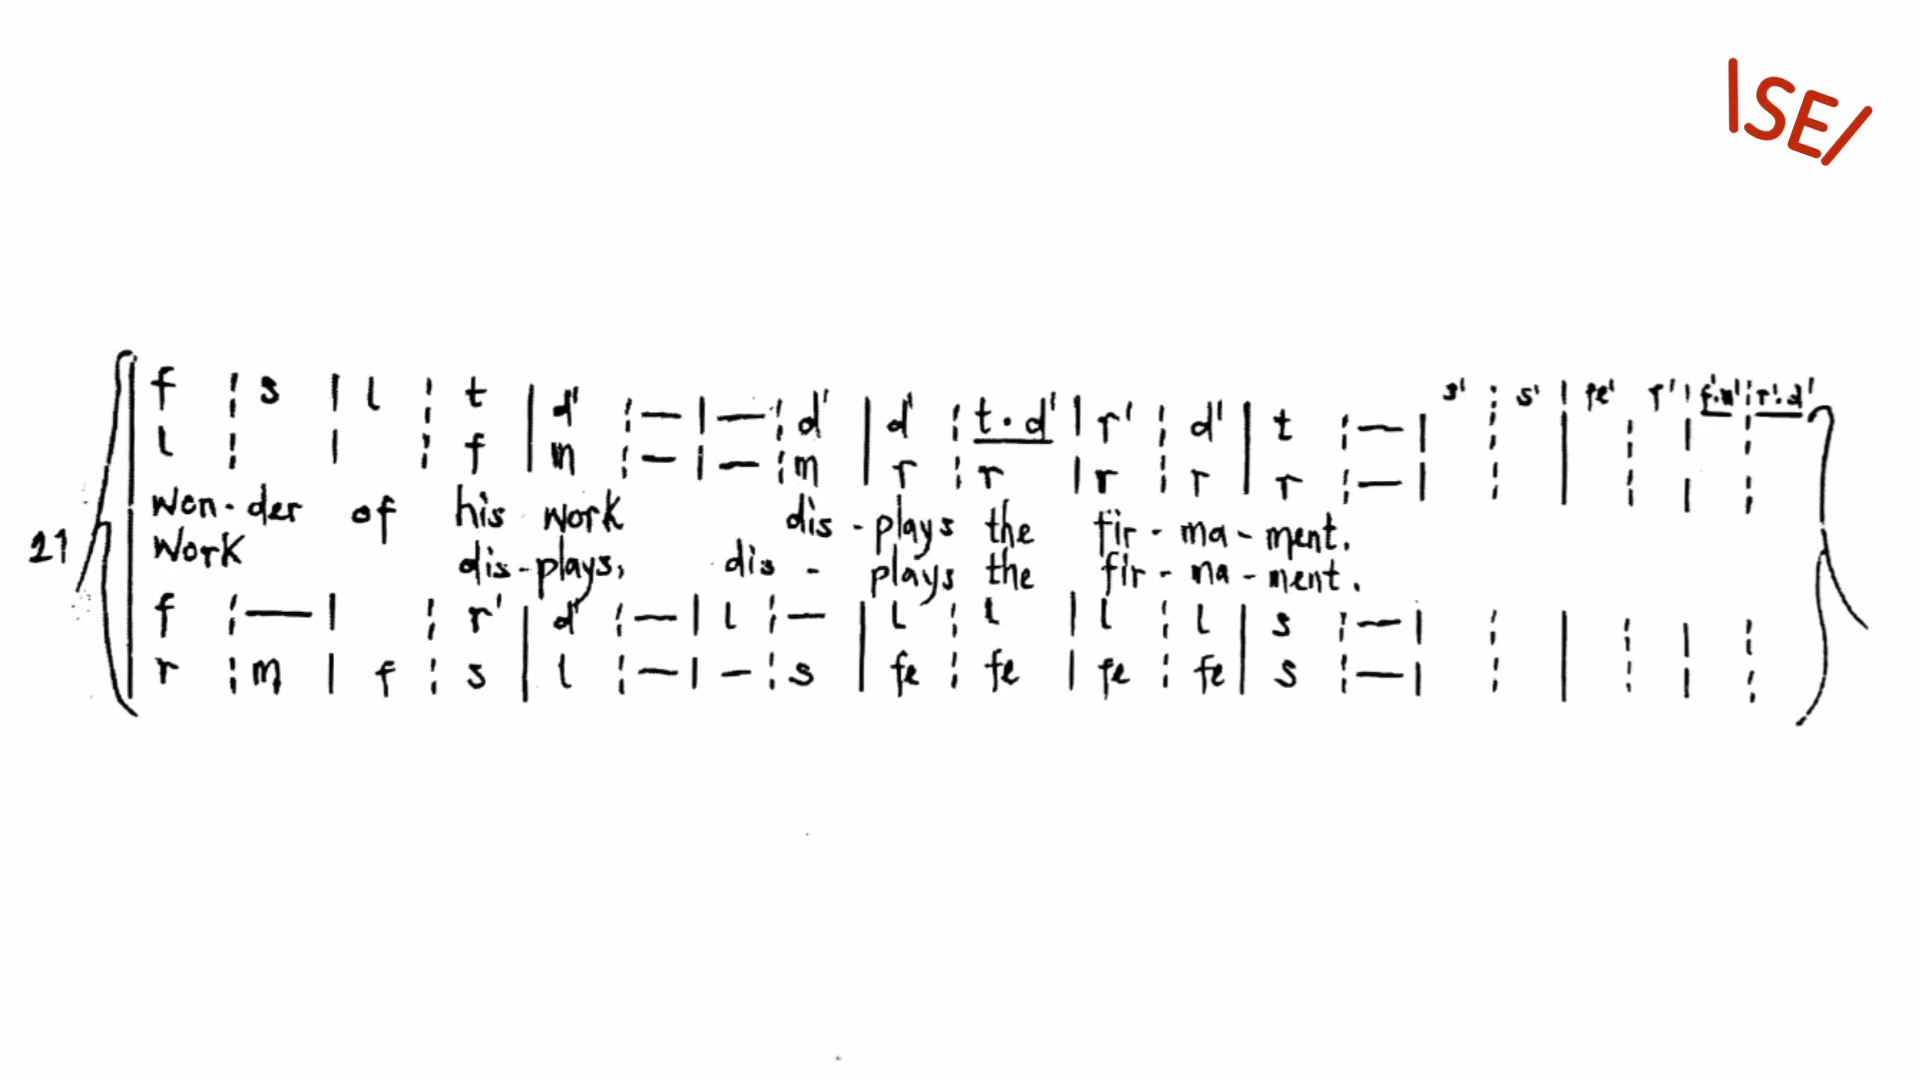 \SE/
f ¦ s | l ¦ t | d' ¦ — | — ¦ d' | d' ¦ t . d' | r' ¦ d' | t ¦ — | s' ¦ s' | fe' r' | f'.m' ¦ r'.d'
l ¦ | ¦ f | m ¦ — | — ¦ m | r ¦ r | r ¦ r | r ¦ — | ¦ | ¦ | ¦
won-der of his work dis-plays the fir-ma-ment.
21 Work dis-plays, dis-plays the fir-ma-ment.
f ¦ — | ¦ r' | d' ¦ — | l ¦ — | l ¦ l | l ¦ l | s ¦ — | ¦ | ¦ | ¦
r ¦ m | f ¦ s | l ¦ — | — ¦ s | fe ¦ fe | fe ¦ fe | s ¦ — | ¦ | ¦ | ¦